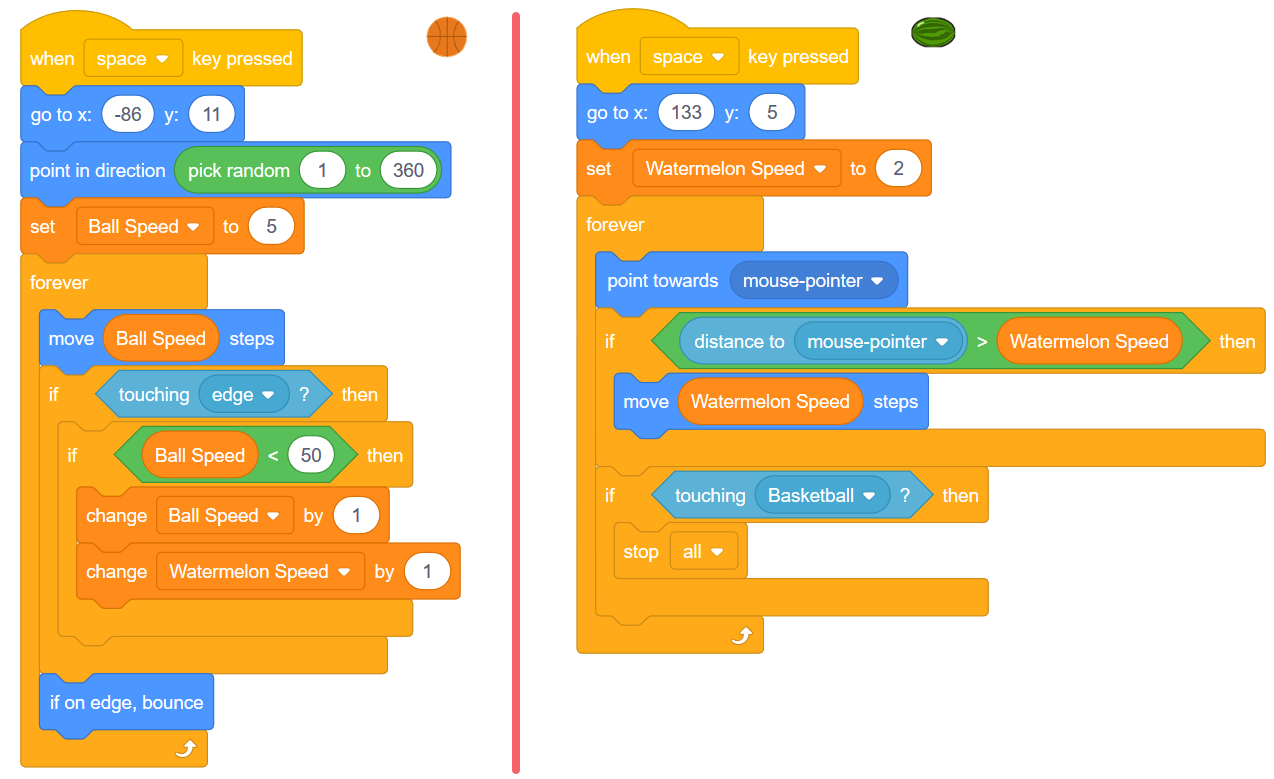 when space key pressed
go to x: -86 y: 11
point in direction pick random 1 to 360
set Ball Speed to 5
forever
move Ball Speed steps
if touching edge ? then
if Ball Speed < 50 then
change Ball Speed by 1
change Watermelon Speed by 1
if on edge, bounce
when space key pressed
go to x: 133 y: 5
set Watermelon Speed to 2
forever
point towards mouse-pointer
if distance to mouse-pointer > Watermelon Speed then
move Watermelon Speed steps
if touching Basketball ? then
stop all